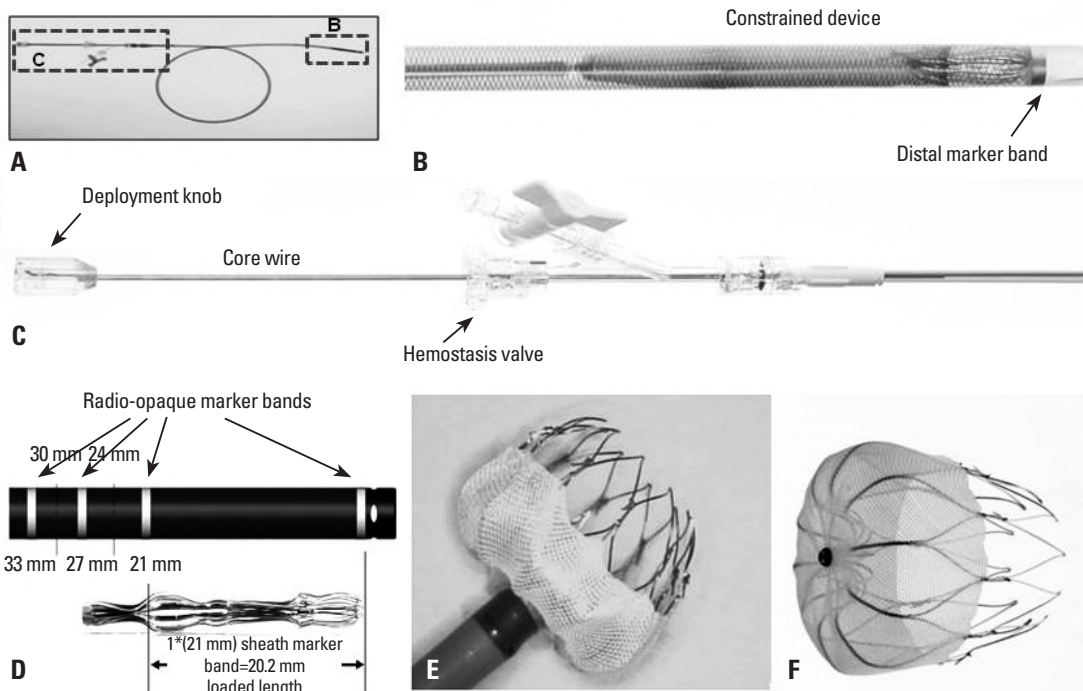 B
C
A
Constrained device
B
Distal marker band
Deployment knob
Core wire
C
Hemostasis valve
Radio-opaque marker bands
30 mm 24 mm
33 mm 27 mm 21 mm
1*(21 mm) sheath marker
band=20.2 mm
loaded length
D
E
F